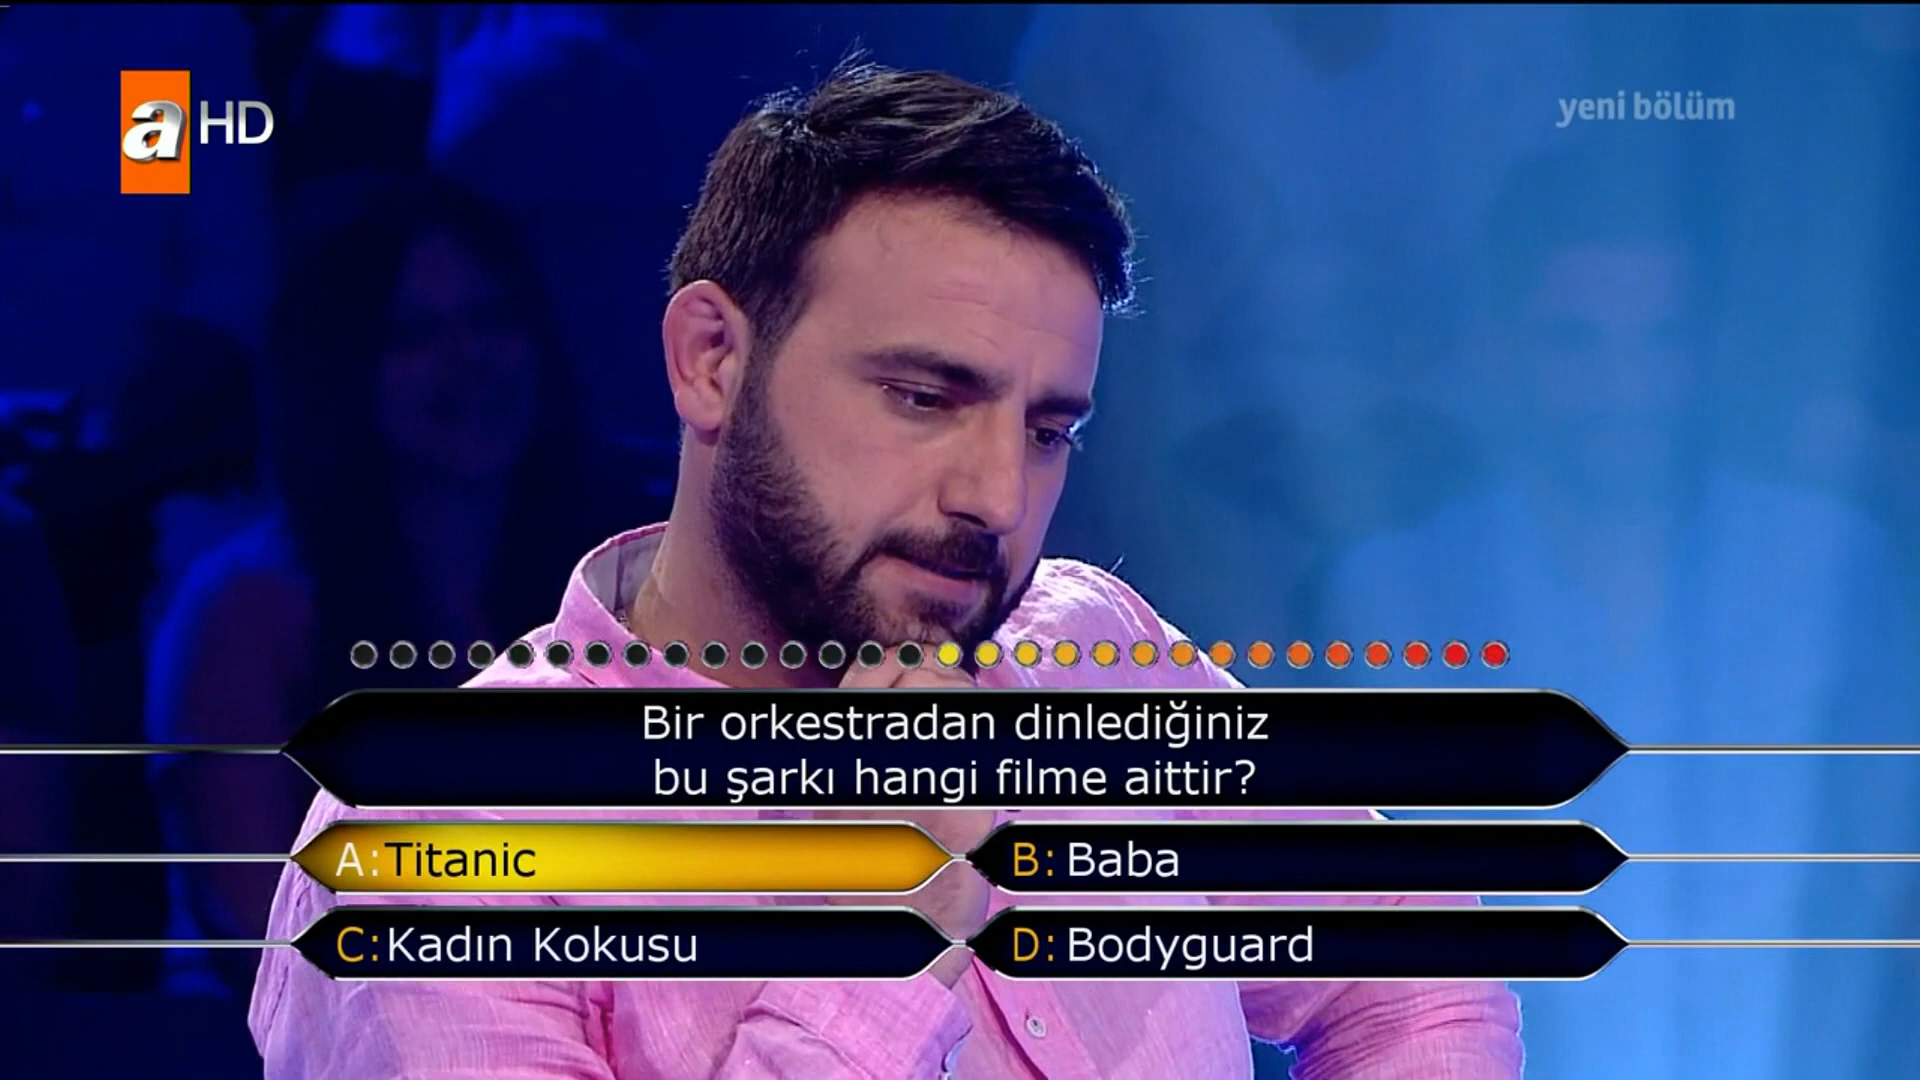 a HD
yeni bölüm
Bir orkestradan dinlediğiniz
bu şarkı hangi filme aittir?
A: Titanic
B: Baba
C: Kadın Kokusu
D: Bodyguard